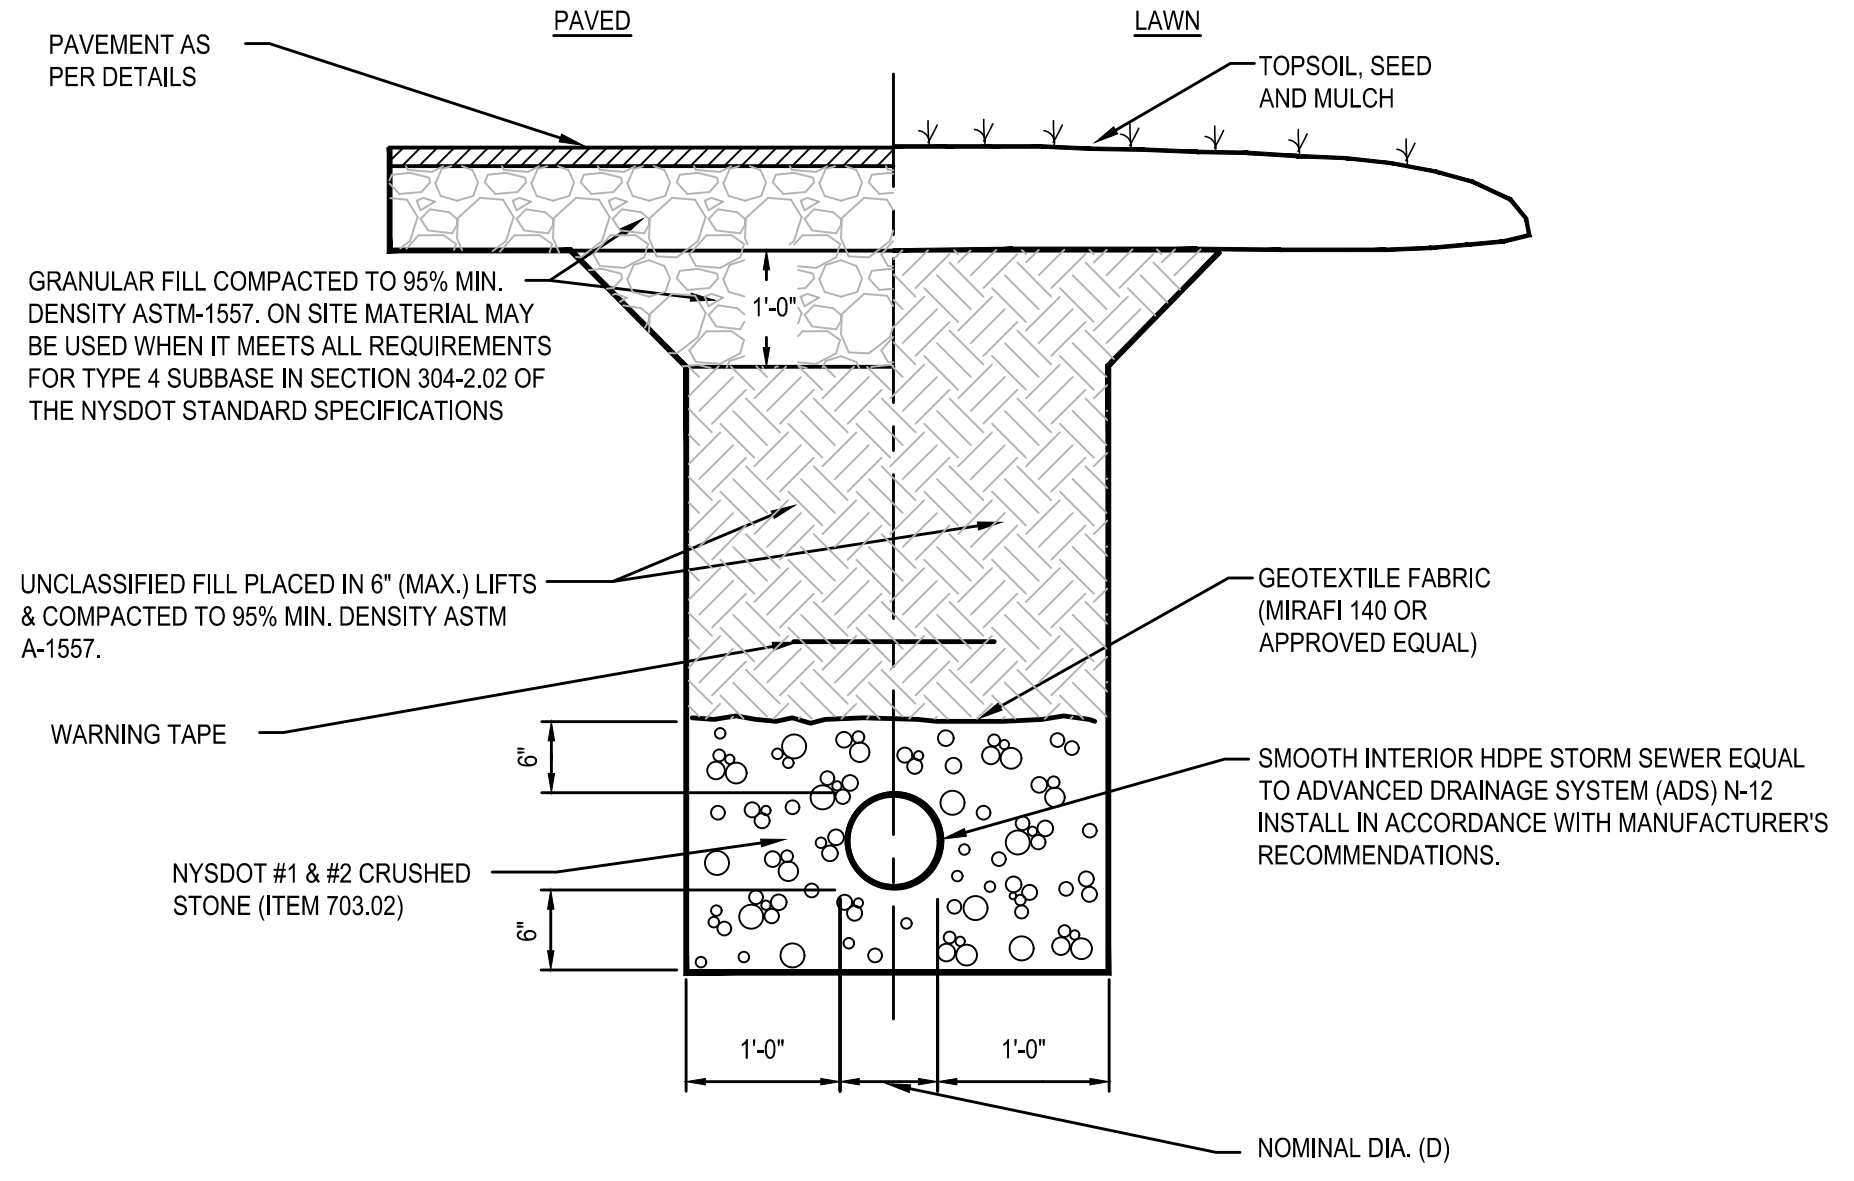 PAVED
LAWN
PAVEMENT AS
PER DETAILS
TOPSOIL, SEED
AND MULCH
GRANULAR FILL COMPACTED TO 95% MIN.
DENSITY ASTM-1557. ON SITE MATERIAL MAY
BE USED WHEN IT MEETS ALL REQUIREMENTS
FOR TYPE 4 SUBBASE IN SECTION 304-2.02 OF
THE NYSDOT STANDARD SPECIFICATIONS
1'-0"
UNCLASSIFIED FILL PLACED IN 6" (MAX.) LIFTS
& COMPACTED TO 95% MIN. DENSITY ASTM
A-1557.
GEOTEXTILE FABRIC
(MIRAFI 140 OR
APPROVED EQUAL)
WARNING TAPE
6"
SMOOTH INTERIOR HDPE STORM SEWER EQUAL
TO ADVANCED DRAINAGE SYSTEM (ADS) N-12
INSTALL IN ACCORDANCE WITH MANUFACTURER'S
RECOMMENDATIONS.
NYSDOT #1 & #2 CRUSHED
STONE (ITEM 703.02)
6"
1'-0"
1'-0"
NOMINAL DIA. (D)